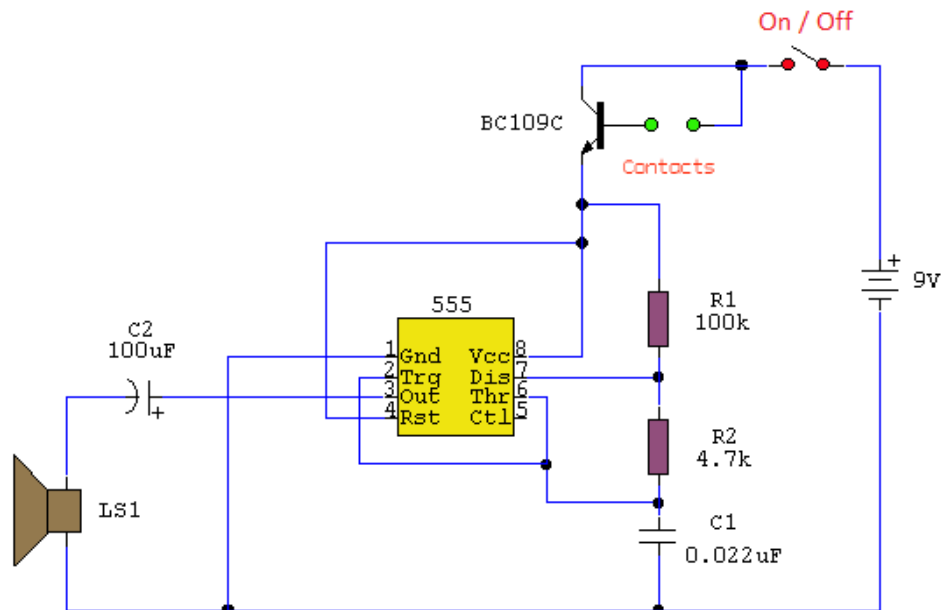 On / Off
BC109C
Contacts
+
9V
555
R1
100k
C2
100uF
+
1 Gnd Vcc 8
2 Trg Dis 7
3 Out Thr 6
4 Rst Ctl 5
R2
4.7k
LS1
C1
0.022uF